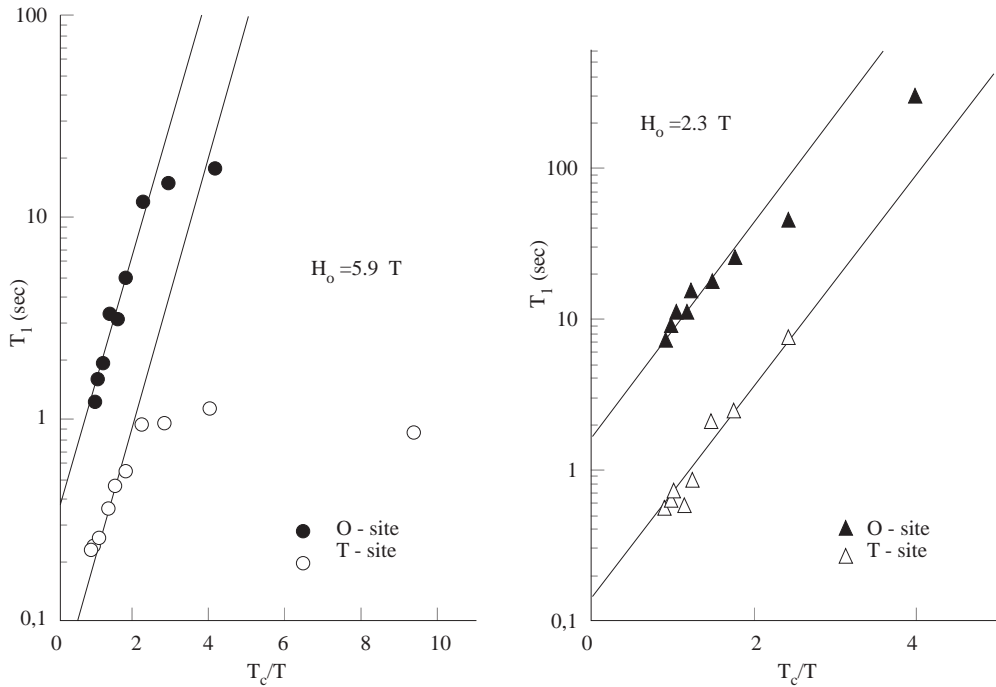 100
10
1
0,1
T1 (sec)
Ho =5.9 T
O - site
T - site
0
2
4
6
8
10
Tc/T
100
10
1
0,1
T1 (sec)
Ho =2.3 T
O - site
T - site
0
2
4
Tc/T